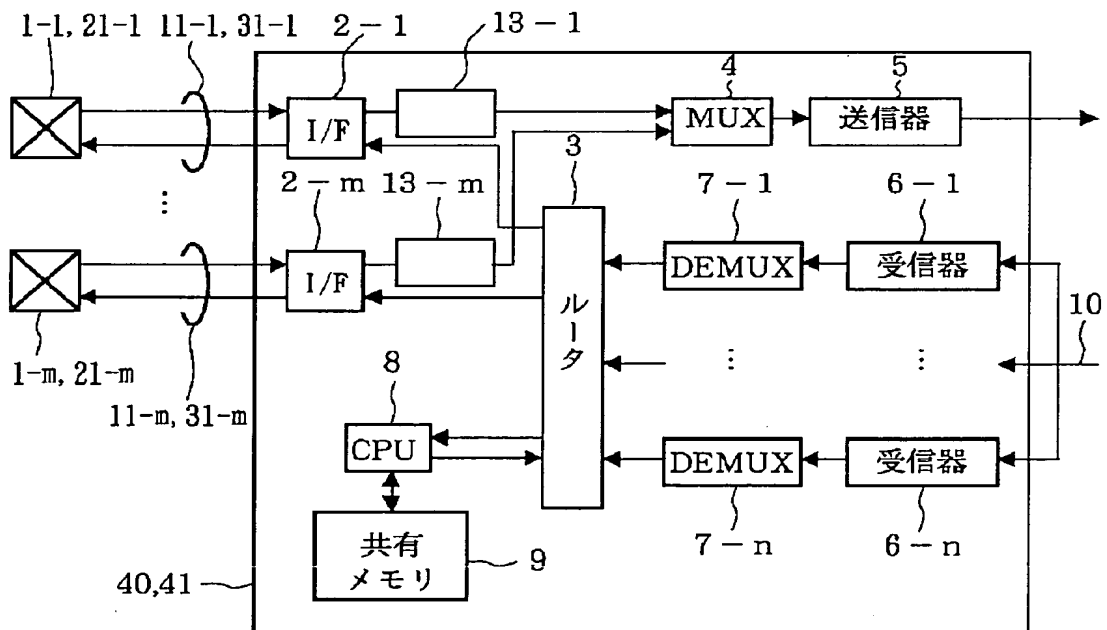 1-1, 21-1
11-1, 31-1
2-1
13-1
4
5
I/F
MUX
送信器
2-m
13-m
3
7-1
6-1
I/F
DEMUX
受信器
ルータ
10
1-m, 21-m
11-m, 31-m
8
CPU
DEMUX
受信器
共有
メモリ
9
7-n
6-n
40,41